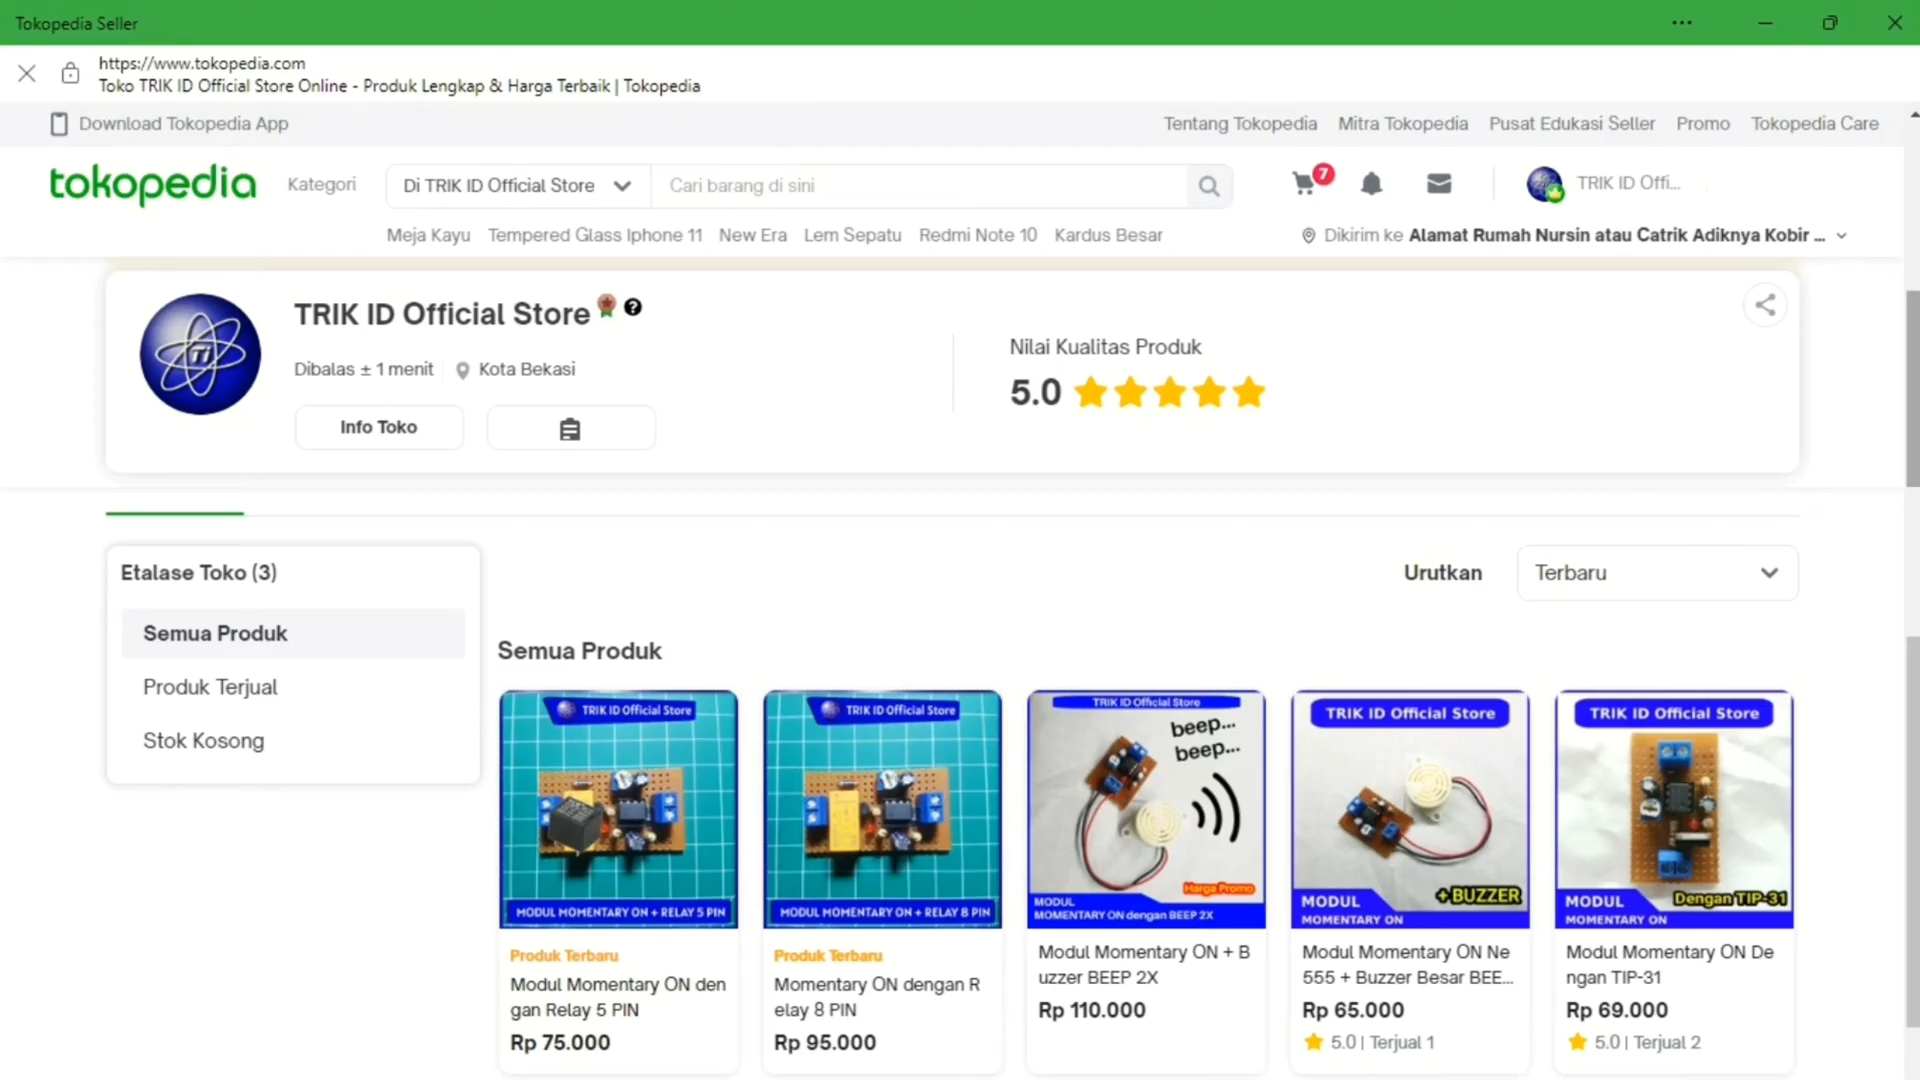 Tokopedia Seller
https://www.tokopedia.com
Toko TRIK ID Official Store Online - Produk Lengkap & Harga Terbaik | Tokopedia
Download Tokopedia App
Tentang Tokopedia Mitra Tokopedia Pusat Edukasi Seller Promo Tokopedia Care
tokopedia Kategori Di TRIK ID Official Store Cari barang di sini 7 TRIK ID Offi...
Meja Kayu Tempered Glass Iphone 11 New Era Lem Sepatu Redmi Note 10 Kardus Besar Dikirim ke Alamat Rumah Nursin atau Catrik Adiknya Kobir ...
Ti
TRIK ID Official Store ?
Dibalas ± 1 menit Kota Bekasi
Info Toko
Nilai Kualitas Produk
5.0
Etalase Toko (3)
Semua Produk
Produk Terjual
Stok Kosong
Urutkan Terbaru
Semua Produk
TRIK ID Official Store
MODUL MOMENTARY ON + RELAY 5 PIN
Produk Terbaru
Modul Momentary ON den
gan Relay 5 PIN
Rp 75.000
TRIK ID Official Store
MODUL MOMENTARY ON + RELAY 8 PIN
Produk Terbaru
Momentary ON dengan R
elay 8 PIN
Rp 95.000
TRIK ID Official Store
beep...
beep...
Harga Promo
MODUL
MOMENTARY ON dengan BEEP 2X
Modul Momentary ON + B
uzzer BEEP 2X
Rp 110.000
TRIK ID Official Store
+BUZZER
MODUL
MOMENTARY ON
Modul Momentary ON Ne
555 + Buzzer Besar BEE...
Rp 65.000
5.0 | Terjual 1
TRIK ID Official Store
Dengan TIP-31
MODUL
MOMENTARY ON
Modul Momentary ON De
ngan TIP-31
Rp 69.000
5.0 | Terjual 2